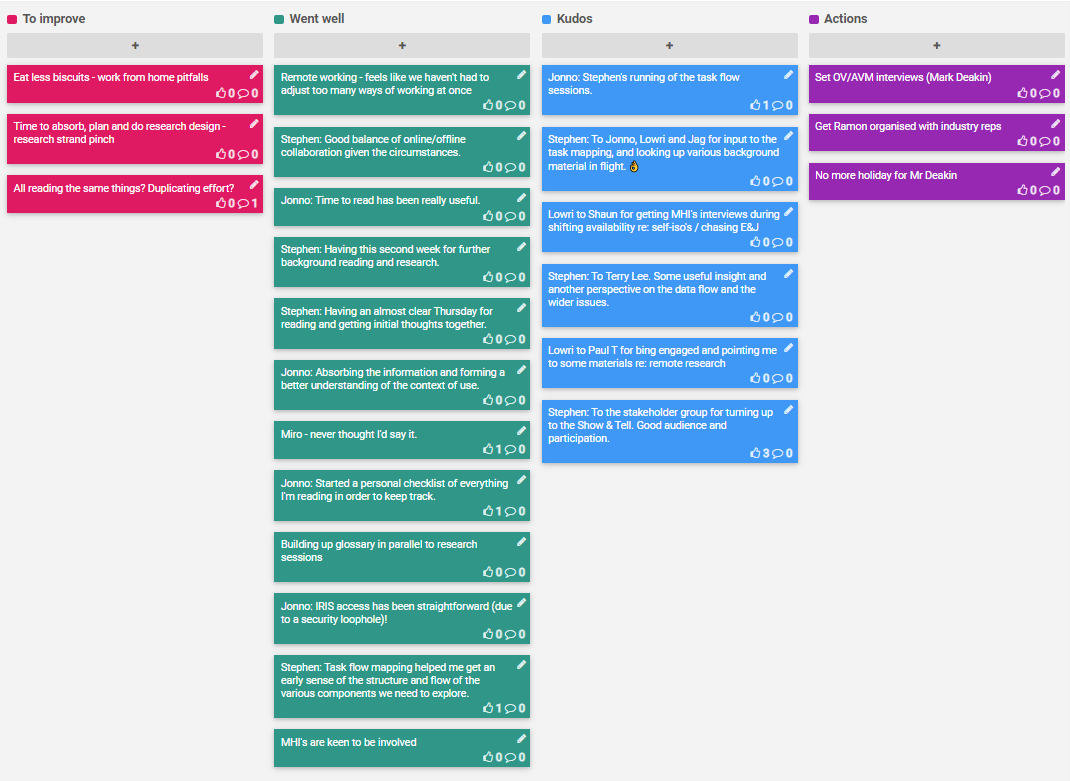 To improve
+
Eat less biscuits - work from home pitfalls
0 0
Time to absorb, plan and do research design -
research strand pinch
0 0
All reading the same things? Duplicating effort?
0 1
Went well
+
Remote working - feels like we haven't had to
adjust too many ways of working at once
0 0
Stephen: Good balance of online/offline
collaboration given the circumstances.
0 0
Jonno: Time to read has been really useful.
0 0
Stephen: Having this second week for further
background reading and research.
0 0
Stephen: Having an almost clear Thursday for
reading and getting initial thoughts together.
0 0
Jonno: Absorbing the information and forming a
better understanding of the context of use.
0 0
Miro - never thought I'd say it.
1 0
Jonno: Started a personal checklist of everything
I'm reading in order to keep track.
1 0
Building up glossary in parallel to research
sessions
0 0
Jonno: IRIS access has been straightforward (due
to a security loophole)!
0 0
Stephen: Task flow mapping helped me get an
early sense of the structure and flow of the
various components we need to explore.
1 0
MHI's are keen to be involved
0 0
Kudos
+
Jonno: Stephen's running of the task flow
sessions.
1 0
Stephen: To Jonno, Lowri and Jag for input to the
task mapping, and looking up various background
material in flight. 👌
0 0
Lowri to Shaun for getting MHI's interviews during
shifting availability re: self-iso's / chasing E&J
0 0
Stephen: To Terry Lee. Some useful insight and
another perspective on the data flow and the
wider issues.
0 0
Lowri to Paul T for bing engaged and pointing me
to some materials re: remote research
0 0
Stephen: To the stakeholder group for turning up
to the Show & Tell. Good audience and
participation.
3 0
Actions
+
Set OV/AVM interviews (Mark Deakin)
0 0
Get Ramon organised with industry reps
0 0
No more holiday for Mr Deakin
0 0